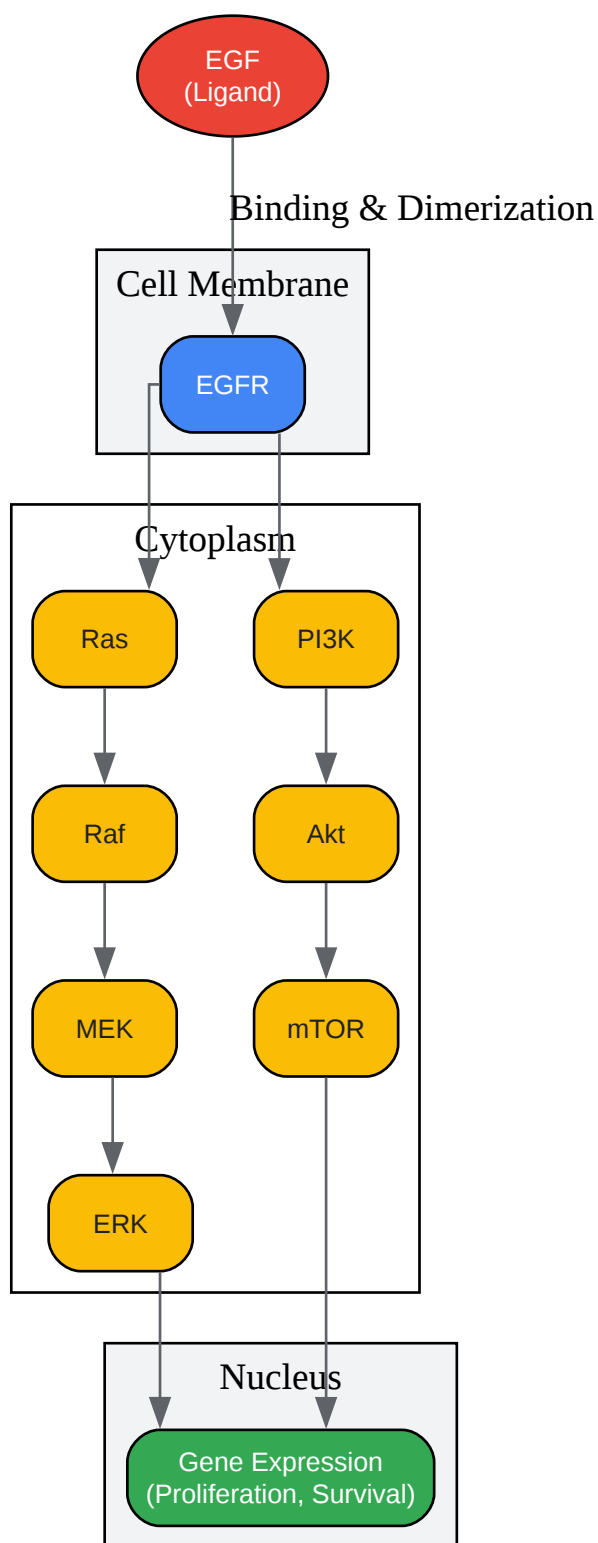 EGF
(Ligand)
Binding & Dimerization
Cell Membrane
EGFR
Cytoplasm
Ras
PI3K
Raf
Akt
MEK
mTOR
ERK
Nucleus
Gene Expression
(Proliferation, Survival)